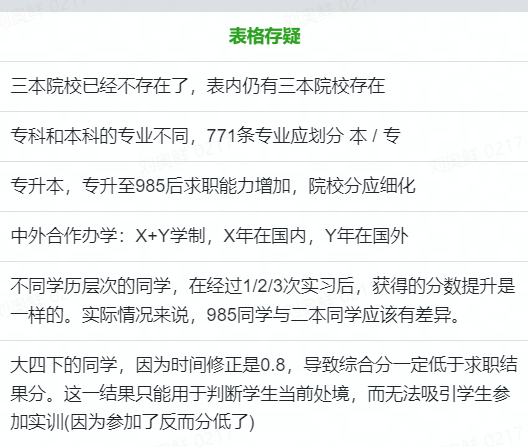 表格存疑
三本院校已经不存在了，表内仍有三本院校存在
专科和本科的专业不同，771条专业应划分 本 / 专
专升本，专升至985后求职能力增加，院校分应细化
中外合作办学：X+Y学制，X年在国内，Y年在国外
不同学历层次的同学，在经过1/2/3次实习后，获得的分数提升是
一样的。实际情况来说，985同学与二本同学应该有差异。
大四下的同学，因为时间修正是0.8，导致综合分一定低于求职结
果分。这一结果只能用于判断学生当前处境，而无法吸引学生参
加实训(因为参加了反而分低了)